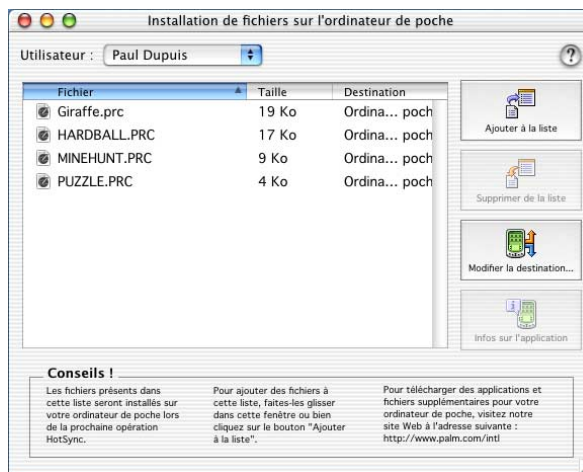 Installation de fichiers sur l'ordinateur de poche
Utilisateur : Paul Dupuis
?
Fichier Taille Destination
Giraffe.prc 19 Ko Ordina... poch
HARDBALL.PRC 17 Ko Ordina... poch
MINEHUNT.PRC 9 Ko Ordina... poch
PUZZLE.PRC 4 Ko Ordina... poch
Ajouter à la liste
Supprimer de la liste
Modifier la destination...
Infos sur l'application
Conseils !
Les fichiers présents dans
cette liste seront installés sur
votre ordinateur de poche lors
de la prochaine opération
HotSync.
Pour ajouter des fichiers à
cette liste, faites-les glisser
dans cette fenêtre ou bien
cliquez sur le bouton "Ajouter
à la liste".
Pour télécharger des applications et
fichiers supplémentaires pour votre
ordinateur de poche, visitez notre
site Web à l'adresse suivante :
http://www.palm.com/intl